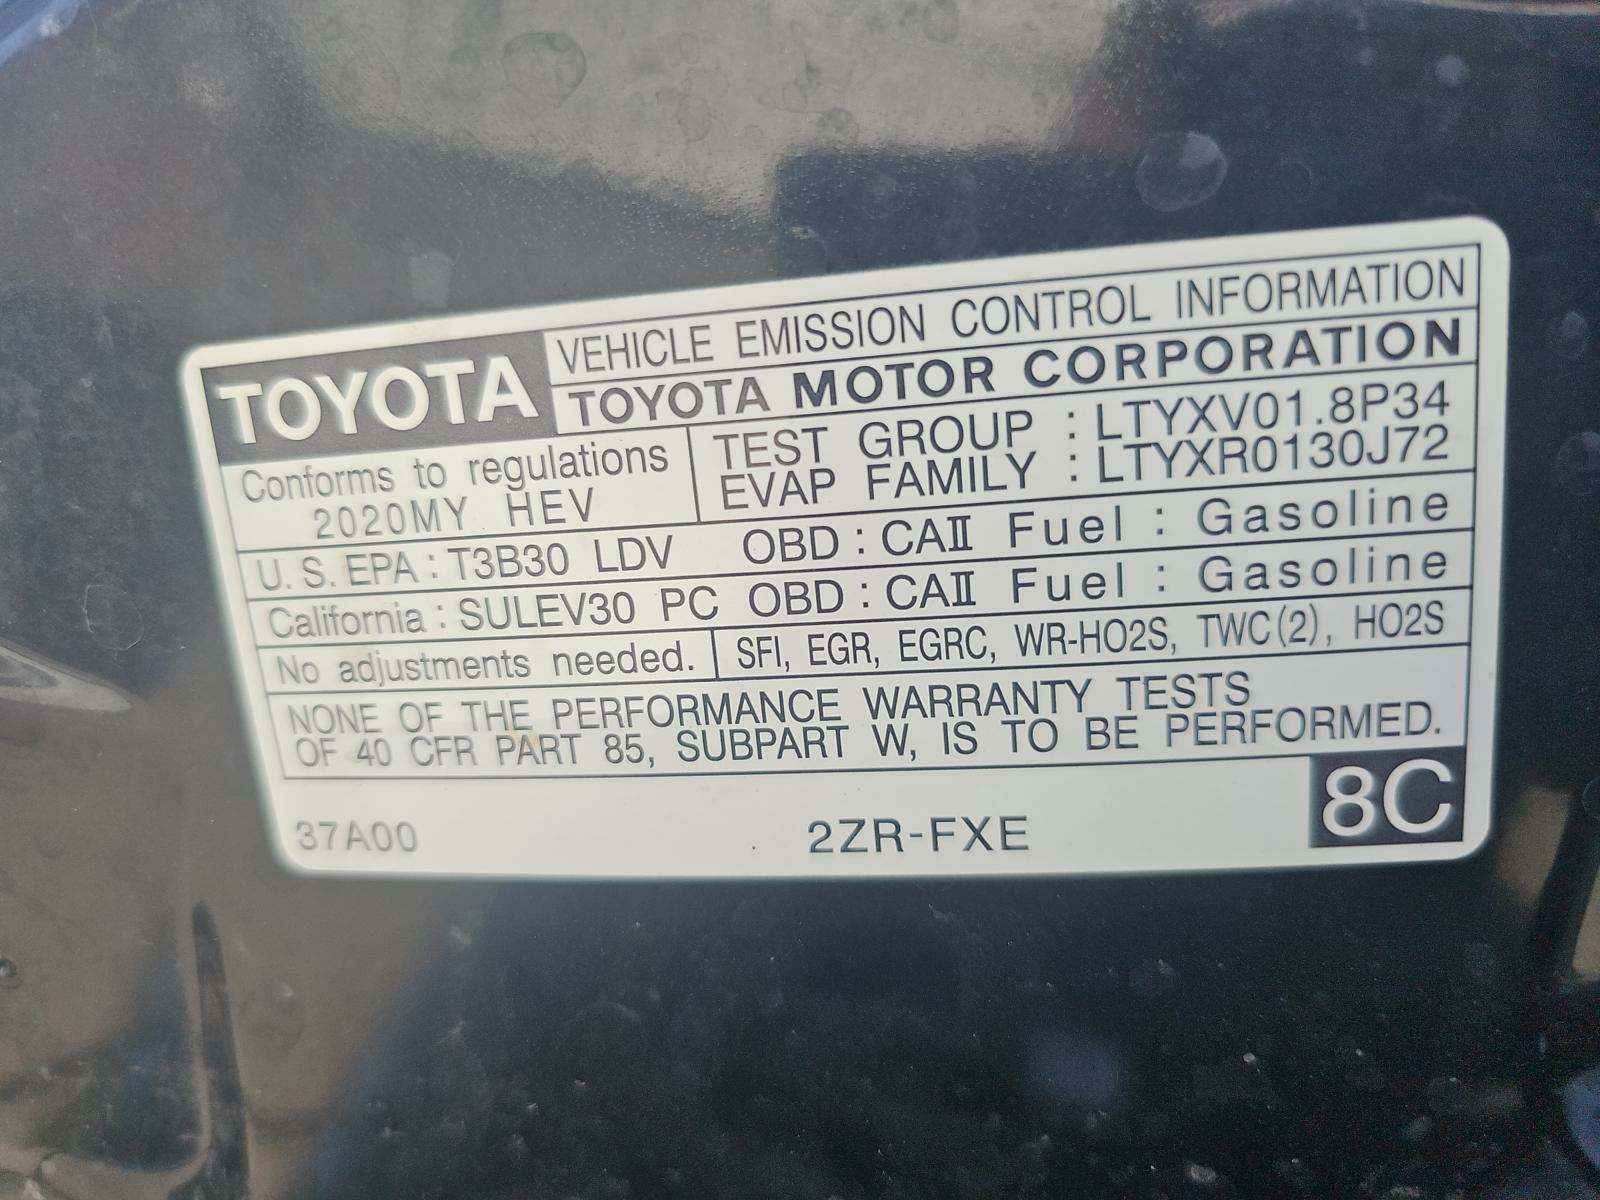 TOYOTA
VEHICLE EMISSION CONTROL INFORMATION
TOYOTA MOTOR CORPORATION
Conforms to regulations
2020MY HEV
TEST GROUP : LTYXV01.8P34
EVAP FAMILY : LTYXR0130J72
U.S.EPA : T3B30 LDV OBD : CAⅡ Fuel : Gasoline
California : SULEV30 PC OBD : CAⅡ Fuel : Gasoline
No adjustments needed. SFI, EGR, EGRC, WR-HO2S, TWC(2), HO2S
NONE OF THE PERFORMANCE WARRANTY TESTS
OF 40 CFR PART 85, SUBPART W, IS TO BE PERFORMED.
37A00 2ZR-FXE 8C